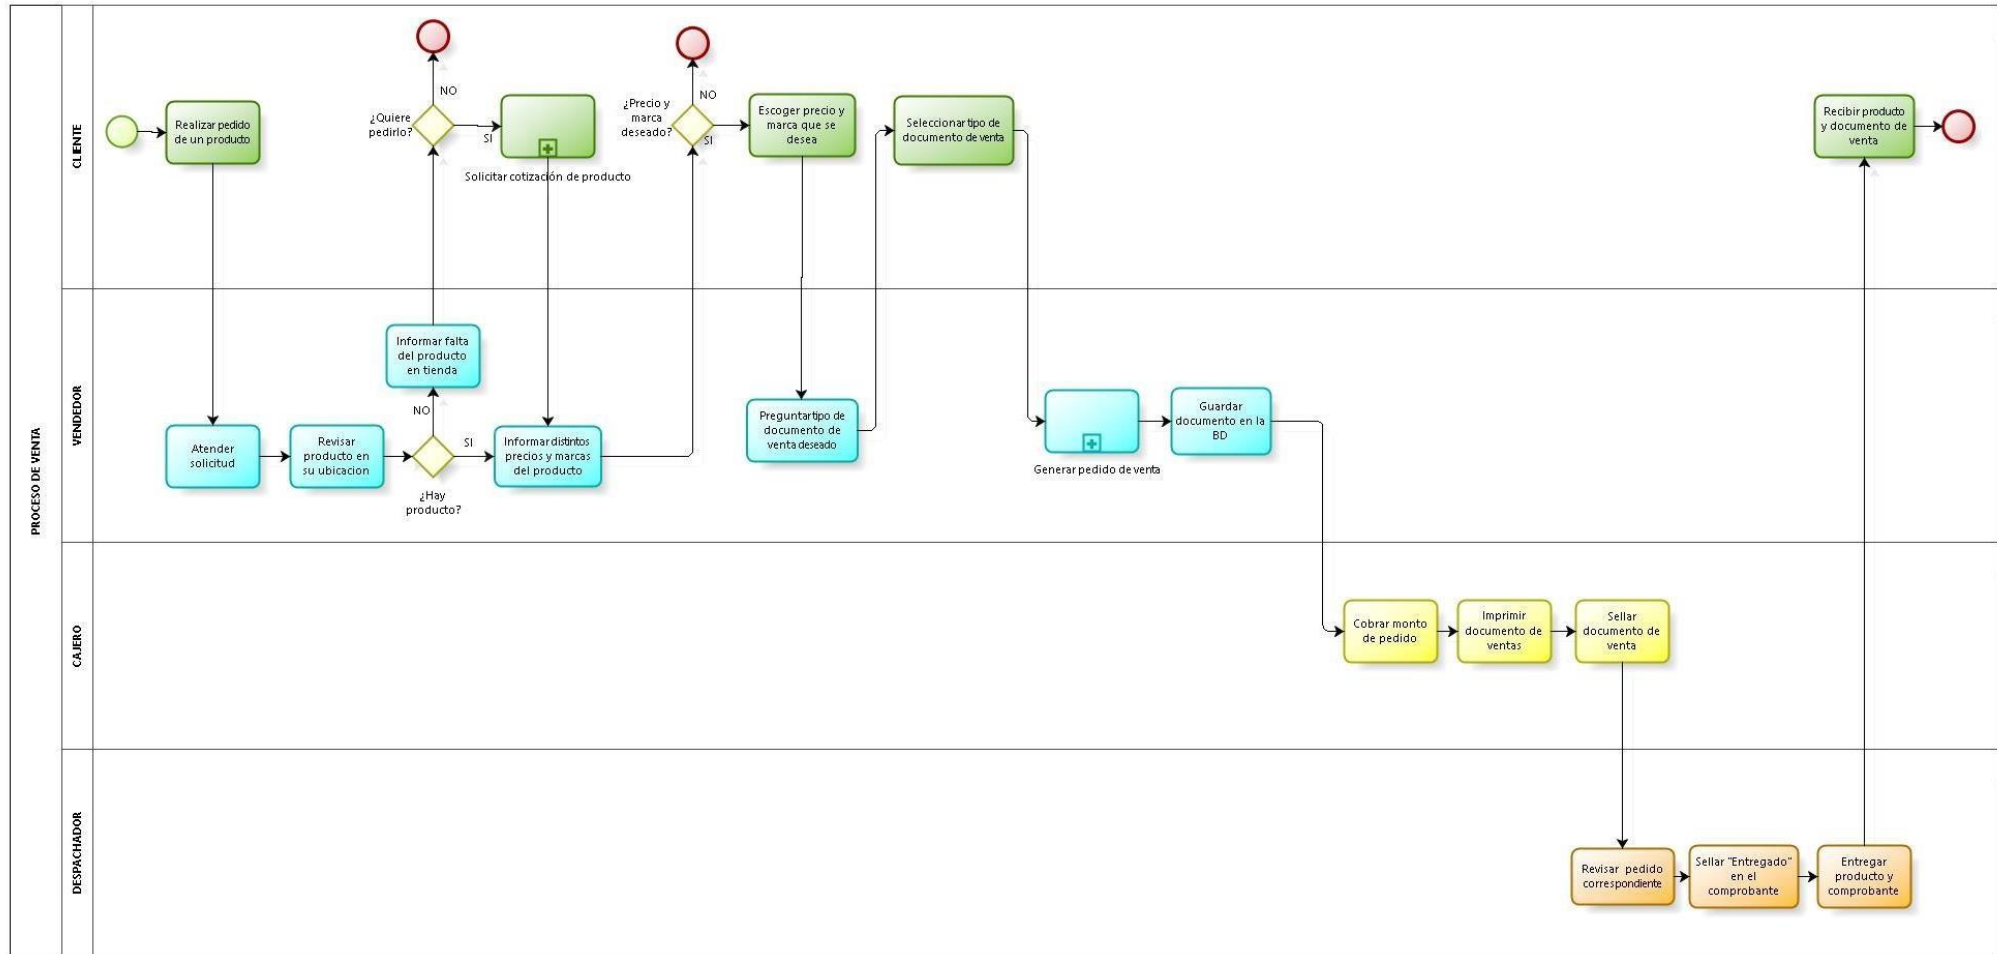 PROCESO DE VENTA
CLIENTE
Realizar pedido
de un producto
¿Quiere
pedirlo?
NO
SI
Solicitar cotización de producto
¿Precio y
marca
deseado?
NO
SI
Escoger precio y
marca que se
desea
Seleccionar tipo de
documento de venta
Recibir producto
y documento de
venta
VENDEDOR
Atender
solicitud
Revisar
producto en
su ubicacion
Informar falta
del producto
en tienda
NO
SI
¿Hay
producto?
Informar distintos
precios y marcas
del producto
Preguntar tipo de
documento de
venta deseado
Generar pedido de venta
Guardar
documento en la
BD
CAJERO
Cobrar monto
de pedido
Imprimir
documento de
ventas
Sellar
documento de
venta
DESPACHADOR
Revisar pedido
correspondiente
Sellar "Entregado"
en el
comprobante
Entregar
producto y
comprobante